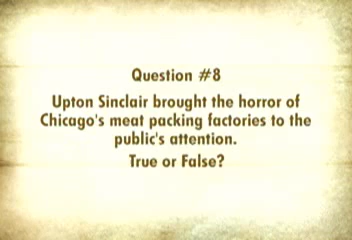 Question #8
Upton Sinclair brought the horror of
Chicago's meat packing factories to the
public's attention.
True or False?